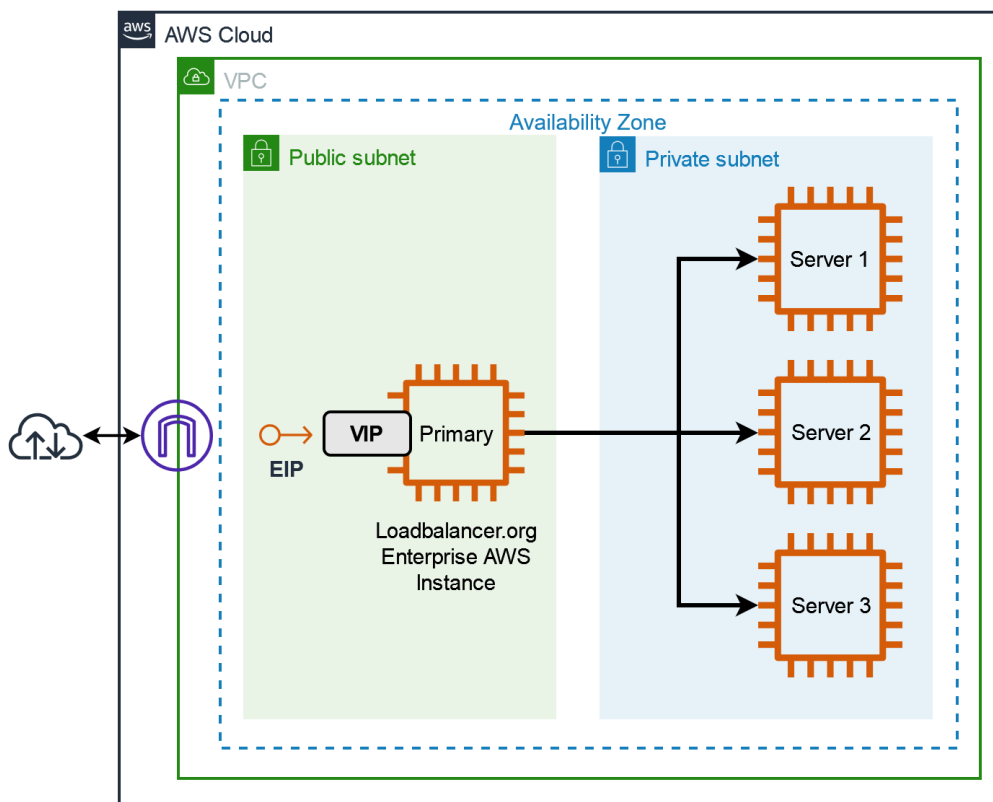 aws
AWS Cloud
VPC
Availability Zone
Public subnet
Private subnet
Server 1
VIP
Primary
Server 2
EIP
Loadbalancer.org
Enterprise AWS
Instance
Server 3